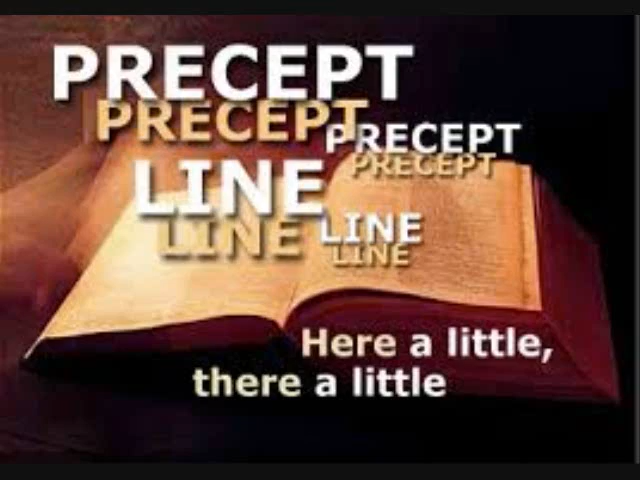 PRECEPT
PRECEPT
PRECEPT
PRECEPT
LINE
LINE
LINE
LINE
Here a little,
there a little